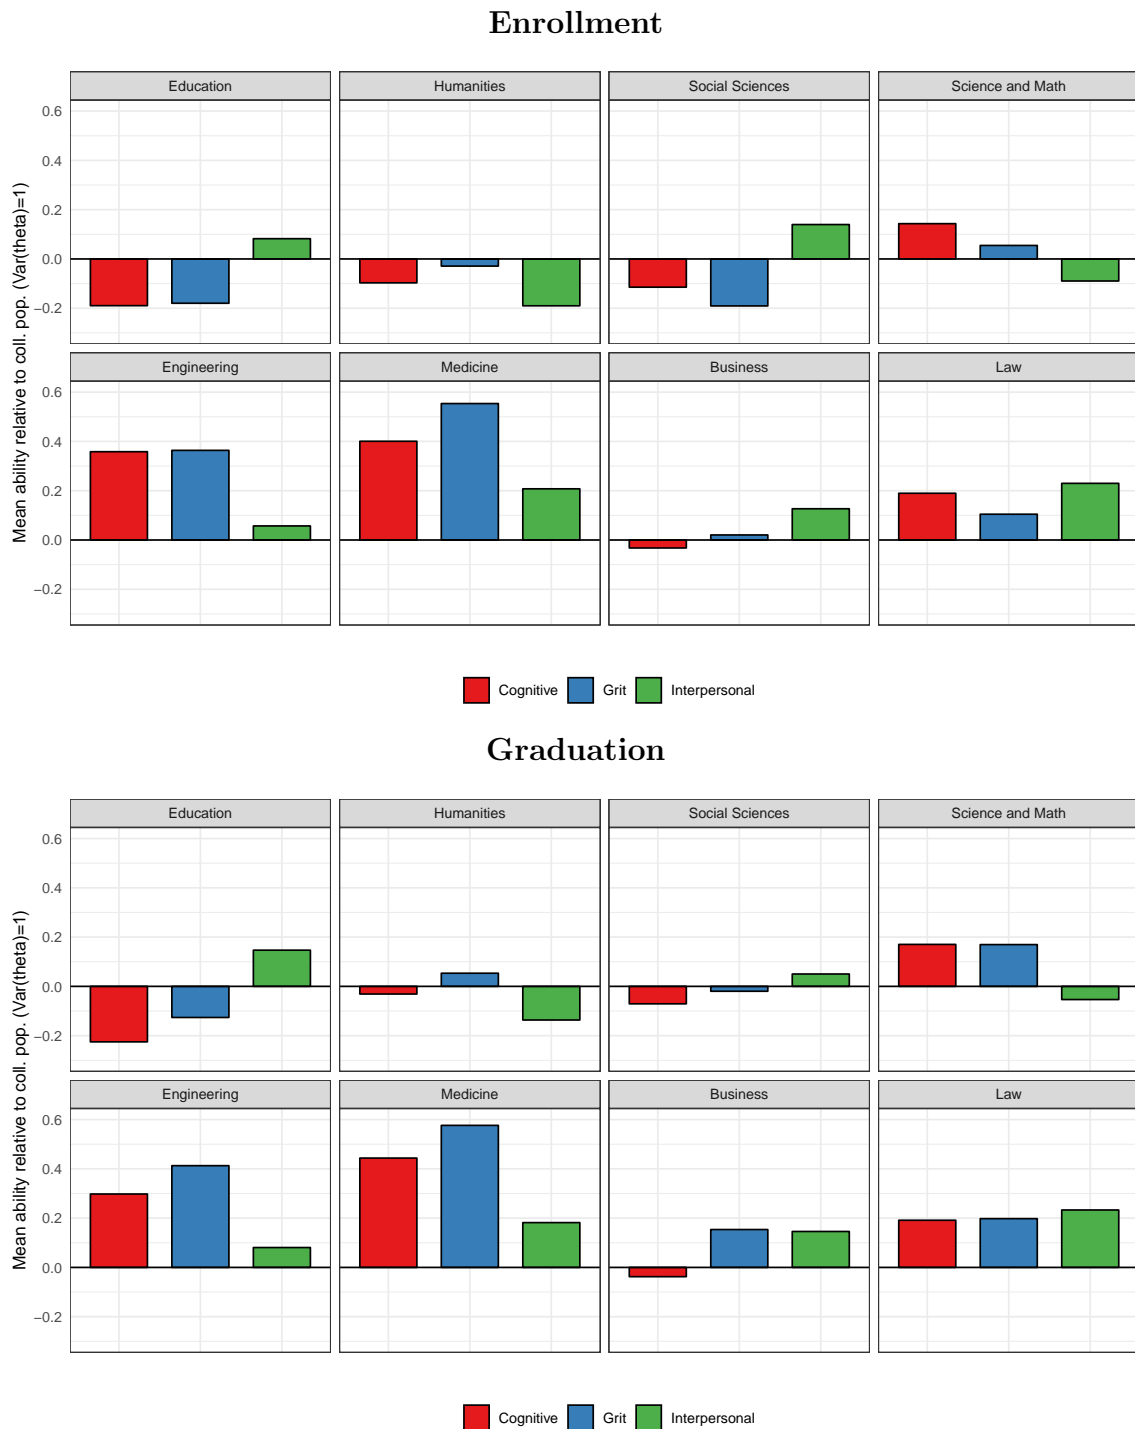 Enrollment
Education Humanities Social Sciences Science and Math
0.6
0.4
0.2
0.0
−0.2
Engineering Medicine Business Law
0.6
0.4
0.2
0.0
−0.2
Mean ability relative to coll. pop. (Var(theta)=1)
Cognitive Grit Interpersonal
Graduation
Education Humanities Social Sciences Science and Math
0.6
0.4
0.2
0.0
−0.2
Engineering Medicine Business Law
0.6
0.4
0.2
0.0
−0.2
Mean ability relative to coll. pop. (Var(theta)=1)
Cognitive Grit Interpersonal